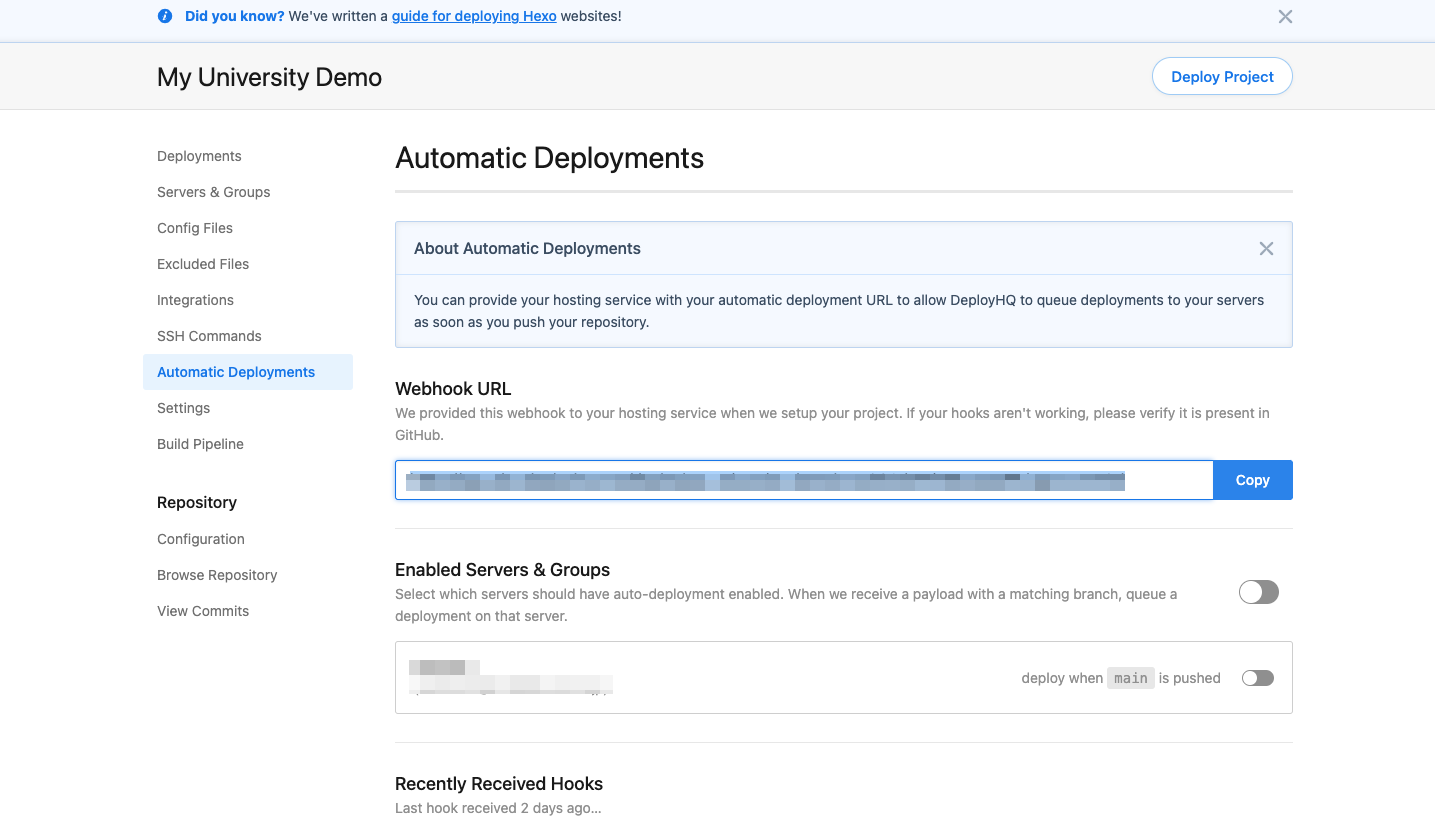 Did you know? We've written a guide for deploying Hexo websites!
My University Demo
Deploy Project
Deployments
Servers & Groups
Config Files
Excluded Files
Integrations
SSH Commands
Automatic Deployments
Settings
Build Pipeline
Repository
Configuration
Browse Repository
View Commits
Automatic Deployments
About Automatic Deployments
You can provide your hosting service with your automatic deployment URL to allow DeployHQ to queue deployments to your servers
as soon as you push your repository.
Webhook URL
We provided this webhook to your hosting service when we setup your project. If your hooks aren't working, please verify it is present in
GitHub.
Copy
Enabled Servers & Groups
Select which servers should have auto-deployment enabled. When we receive a payload with a matching branch, queue a
deployment on that server.
deploy when main is pushed
Recently Received Hooks
Last hook received 2 days ago...